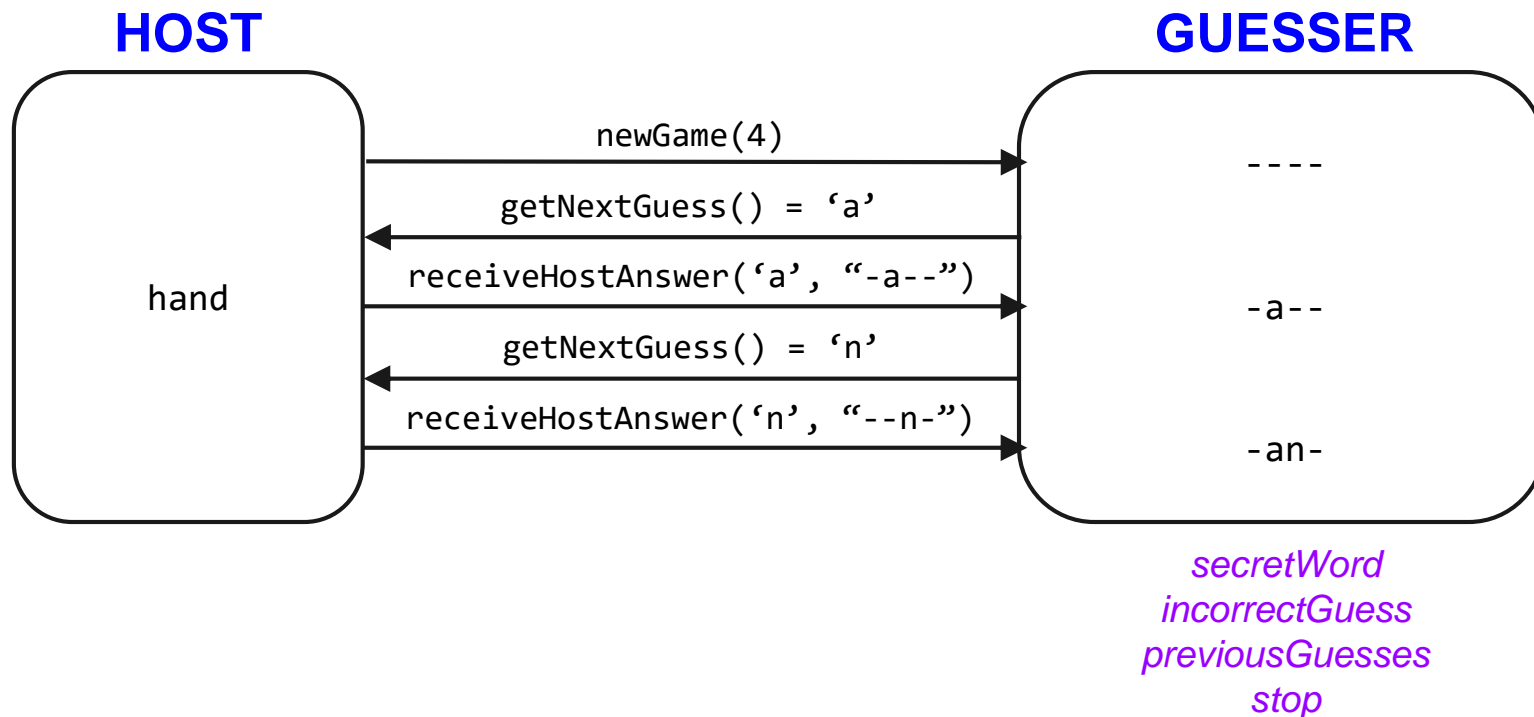 HOST
GUESSER
newGame(4)
----
getNextGuess() = ‘a’
receiveHostAnswer(‘a’, “-a--”)
hand
-a--
getNextGuess() = ‘n’
receiveHostAnswer(‘n’, “--n-”)
-an-
secretWord
incorrectGuess
previousGuesses
stop